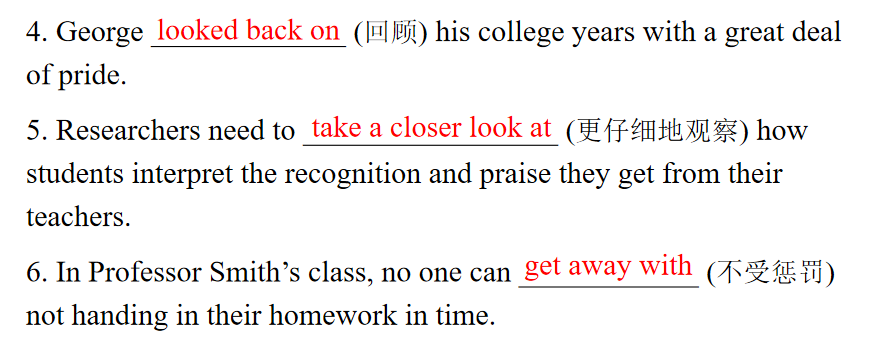 4. George looked back on (回顾) his college years with a great deal
of pride.
5. Researchers need to take a closer look at (更仔细地观察) how
students interpret the recognition and praise they get from their
teachers.
6. In Professor Smith’s class, no one can get away with (不受惩罚)
not handing in their homework in time.